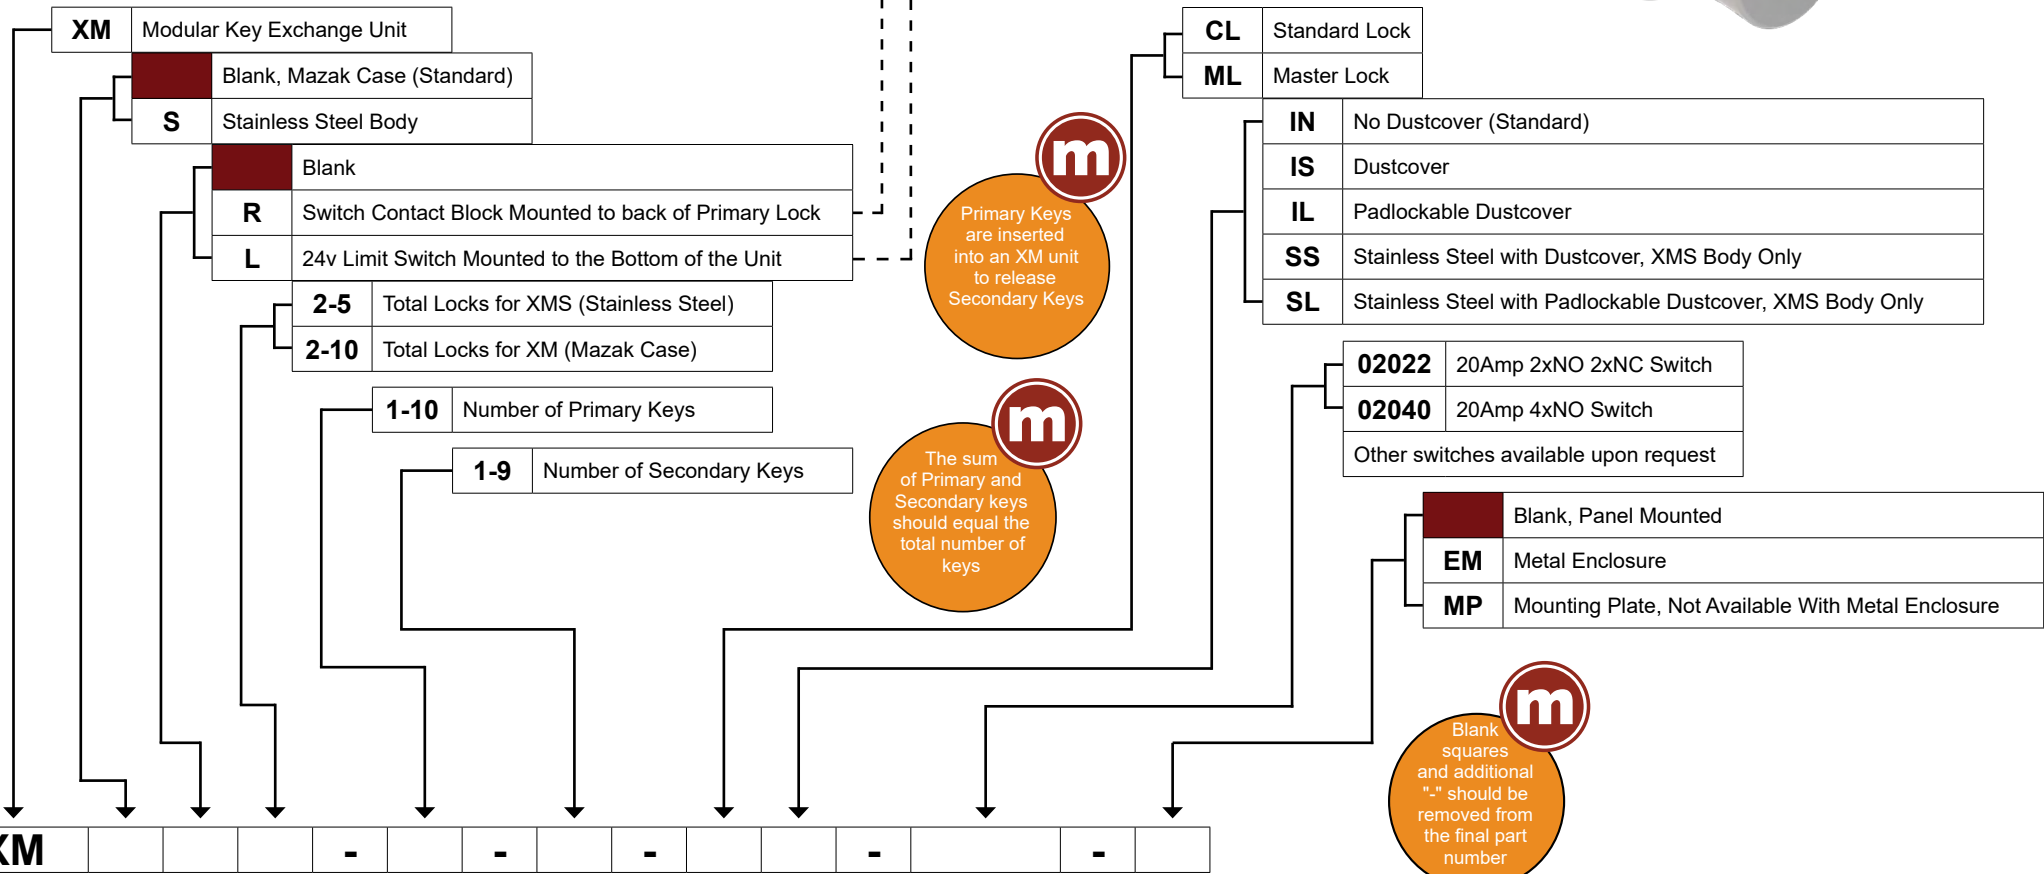 XM Modular Key Exchange Unit
Blank, Mazak Case (Standard)
S Stainless Steel Body
Blank
R Switch Contact Block Mounted to back of Primary Lock
L 24v Limit Switch Mounted to the Bottom of the Unit
2-5 Total Locks for XMS (Stainless Steel)
2-10 Total Locks for XM (Mazak Case)
1-10 Number of Primary Keys
1-9 Number of Secondary Keys
m
Primary Keys
are inserted
into an XM unit
to release
Secondary Keys
m
The sum
of Primary and
Secondary keys
should equal the
total number of
keys
CL Standard Lock
ML Master Lock
IN No Dustcover (Standard)
IS Dustcover
IL Padlockable Dustcover
SS Stainless Steel with Dustcover, XMS Body Only
SL Stainless Steel with Padlockable Dustcover, XMS Body Only
02022 20Amp 2xNO 2xNC Switch
02040 20Amp 4xNO Switch
Other switches available upon request
Blank, Panel Mounted
EM Metal Enclosure
MP Mounting Plate, Not Available With Metal Enclosure
m
Blank
squares
and additional
"-" should be
removed from
the final part
number
XM - - - - -